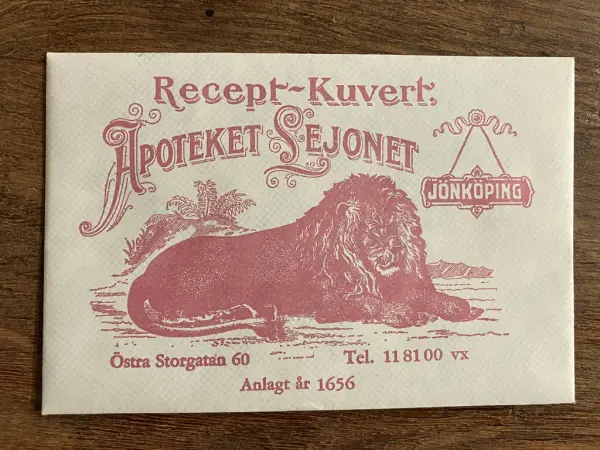 Recept-Kuvert.
Apoteket Lejonet
JÖNKÖPING
Östra Storgatan 60 Tel. 11 81 00 vx
Anlagt år 1656